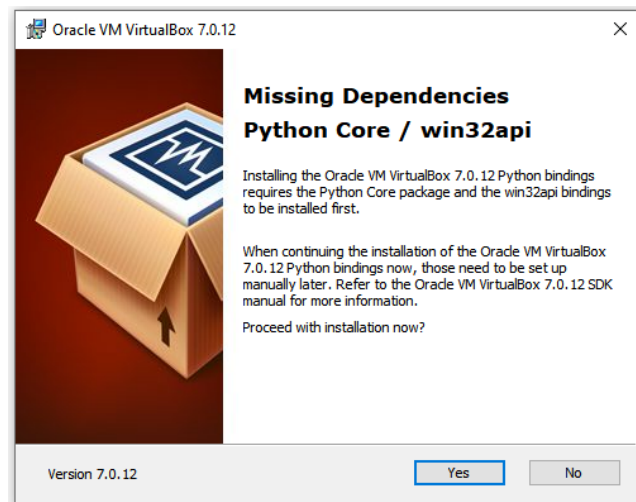 Oracle VM VirtualBox 7.0.12
Missing Dependencies
Python Core / win32api
Installing the Oracle VM VirtualBox 7.0.12 Python bindings
requires the Python Core package and the win32api bindings
to be installed first.
When continuing the installation of the Oracle VM VirtualBox
7.0.12 Python bindings now, those need to be set up
manually later. Refer to the Oracle VM VirtualBox 7.0.12 SDK
manual for more information.
Proceed with installation now?
Version 7.0.12
Yes
No